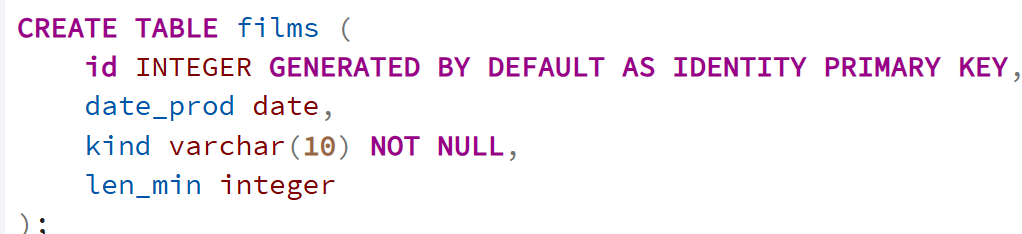 CREATE TABLE films (
    id INTEGER GENERATED BY DEFAULT AS IDENTITY PRIMARY KEY,
    date_prod date,
    kind varchar(10) NOT NULL,
    len_min integer
);